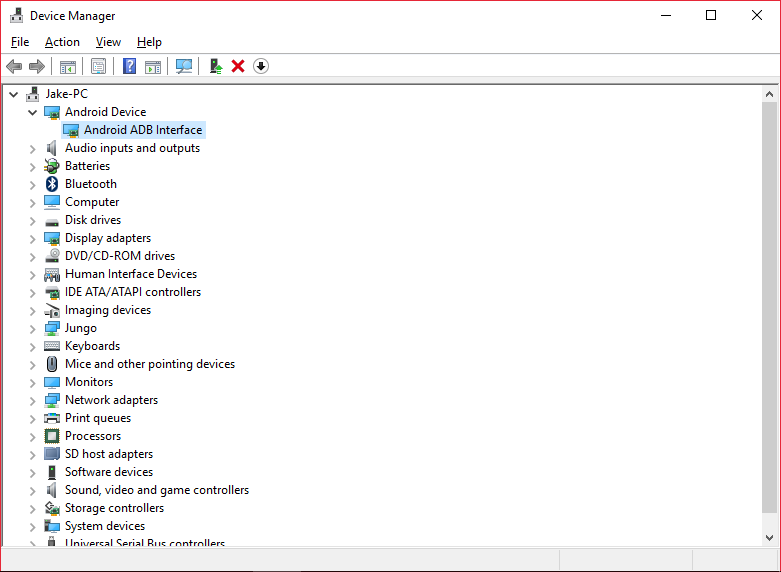 Device Manager
File Action View Help
Jake-PC
Android Device
Android ADB Interface
Audio inputs and outputs
Batteries
Bluetooth
Computer
Disk drives
Display adapters
DVD/CD-ROM drives
Human Interface Devices
IDE ATA/ATAPI controllers
Imaging devices
Jungo
Keyboards
Mice and other pointing devices
Monitors
Network adapters
Print queues
Processors
SD host adapters
Software devices
Sound, video and game controllers
Storage controllers
System devices
Universal Serial Bus controllers